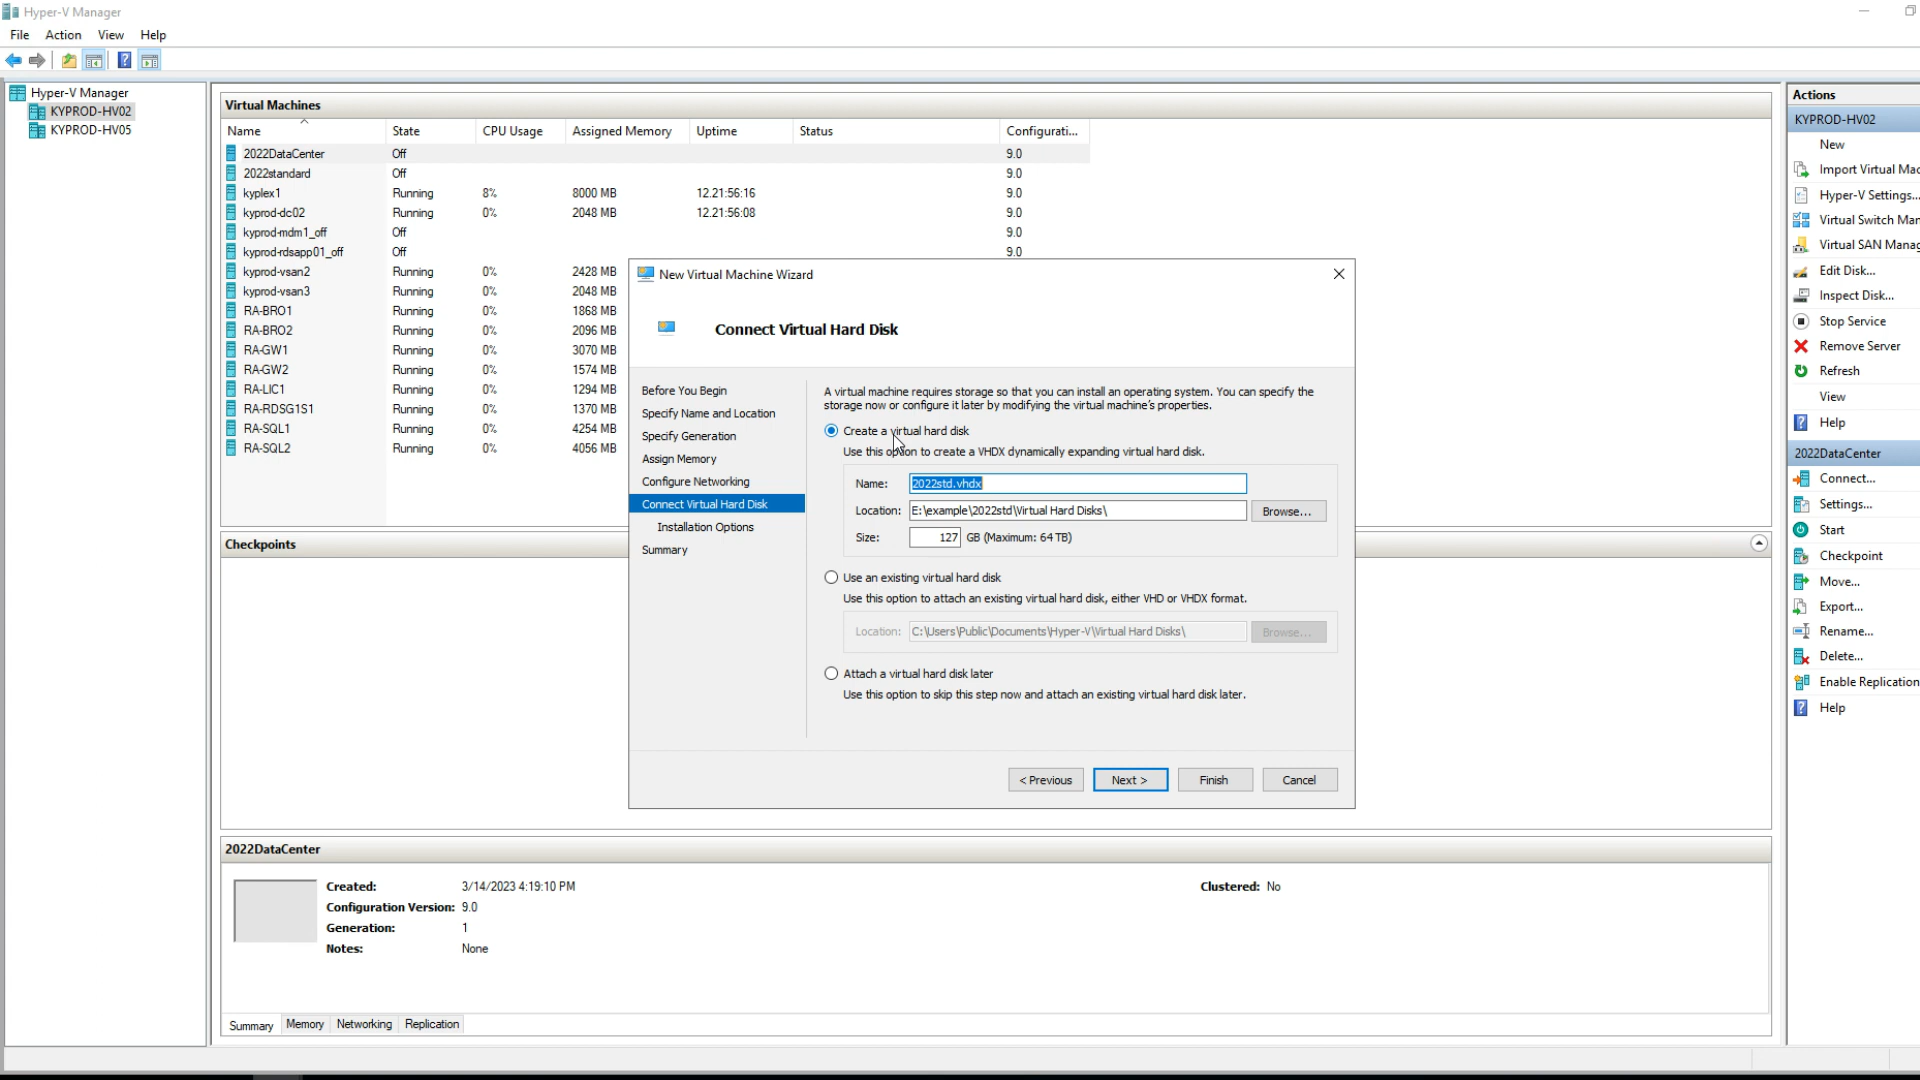 Hyper-V Manager
File Action View Help
Hyper-V Manager
KYPROD-HV02
KYPROD-HV05
Virtual Machines
Name State CPU Usage Assigned Memory Uptime Status Configurati...
2022DataCenter Off 9.0
2022standard Off 9.0
kyplex1 Running 8% 8000 MB 12.21:56:16 9.0
kyprod-dc02 Running 0% 2048 MB 12.21:56:08 9.0
kyprod-mdm1_off Off 9.0
kyprod-rdsapp01_off Off 9.0
kyprod-vsan2 Running 0% 2428 MB
kyprod-vsan3 Running 0% 2048 MB
RA-BRO1 Running 0% 1868 MB
RA-BRO2 Running 0% 2096 MB
RA-GW1 Running 0% 3070 MB
RA-GW2 Running 0% 1574 MB
RA-LIC1 Running 0% 1294 MB
RA-RDSG1S1 Running 0% 1370 MB
RA-SQL1 Running 0% 4254 MB
RA-SQL2 Running 0% 4056 MB
New Virtual Machine Wizard
Connect Virtual Hard Disk
Before You Begin
Specify Name and Location
Specify Generation
Assign Memory
Configure Networking
Connect Virtual Hard Disk
Installation Options
Summary
A virtual machine requires storage so that you can install an operating system. You can specify the
storage now or configure it later by modifying the virtual machine's properties.
Create a virtual hard disk
Use this option to create a VHDX dynamically expanding virtual hard disk.
Name: 2022std.vhdx
Location: E:\example\2022std\Virtual Hard Disks\ Browse...
Size: 127 GB (Maximum: 64 TB)
Use an existing virtual hard disk
Use this option to attach an existing virtual hard disk, either VHD or VHDX format.
Location: C:\Users\Public\Documents\Hyper-V\Virtual Hard Disks\ Browse...
Attach a virtual hard disk later
Use this option to skip this step now and attach an existing virtual hard disk later.
< Previous Next > Finish Cancel
Checkpoints
2022DataCenter
Created: 3/14/2023 4:19:10 PM Clustered: No
Configuration Version: 9.0
Generation: 1
Notes: None
Summary Memory Networking Replication
Actions
KYPROD-HV02
New
Import Virtual Mac
Hyper-V Settings...
Virtual Switch Man
Virtual SAN Manag
Edit Disk...
Inspect Disk...
Stop Service
Remove Server
Refresh
View
Help
2022DataCenter
Connect...
Settings...
Start
Checkpoint
Move...
Export...
Rename...
Delete...
Enable Replication
Help